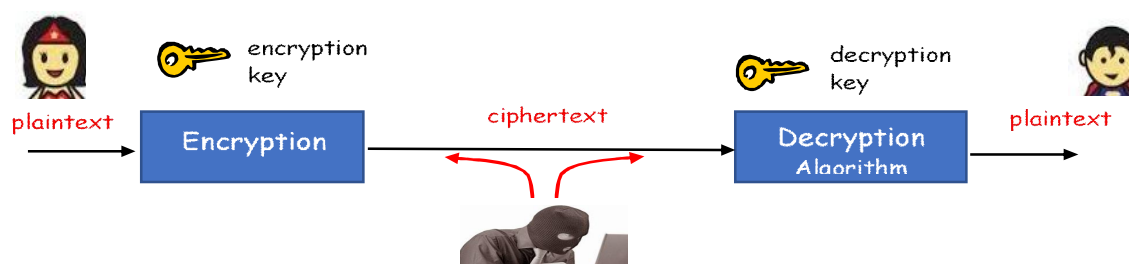 encryption
key
decryption
key
plaintext
Encryption
ciphertext
Decryption
Algorithm
plaintext